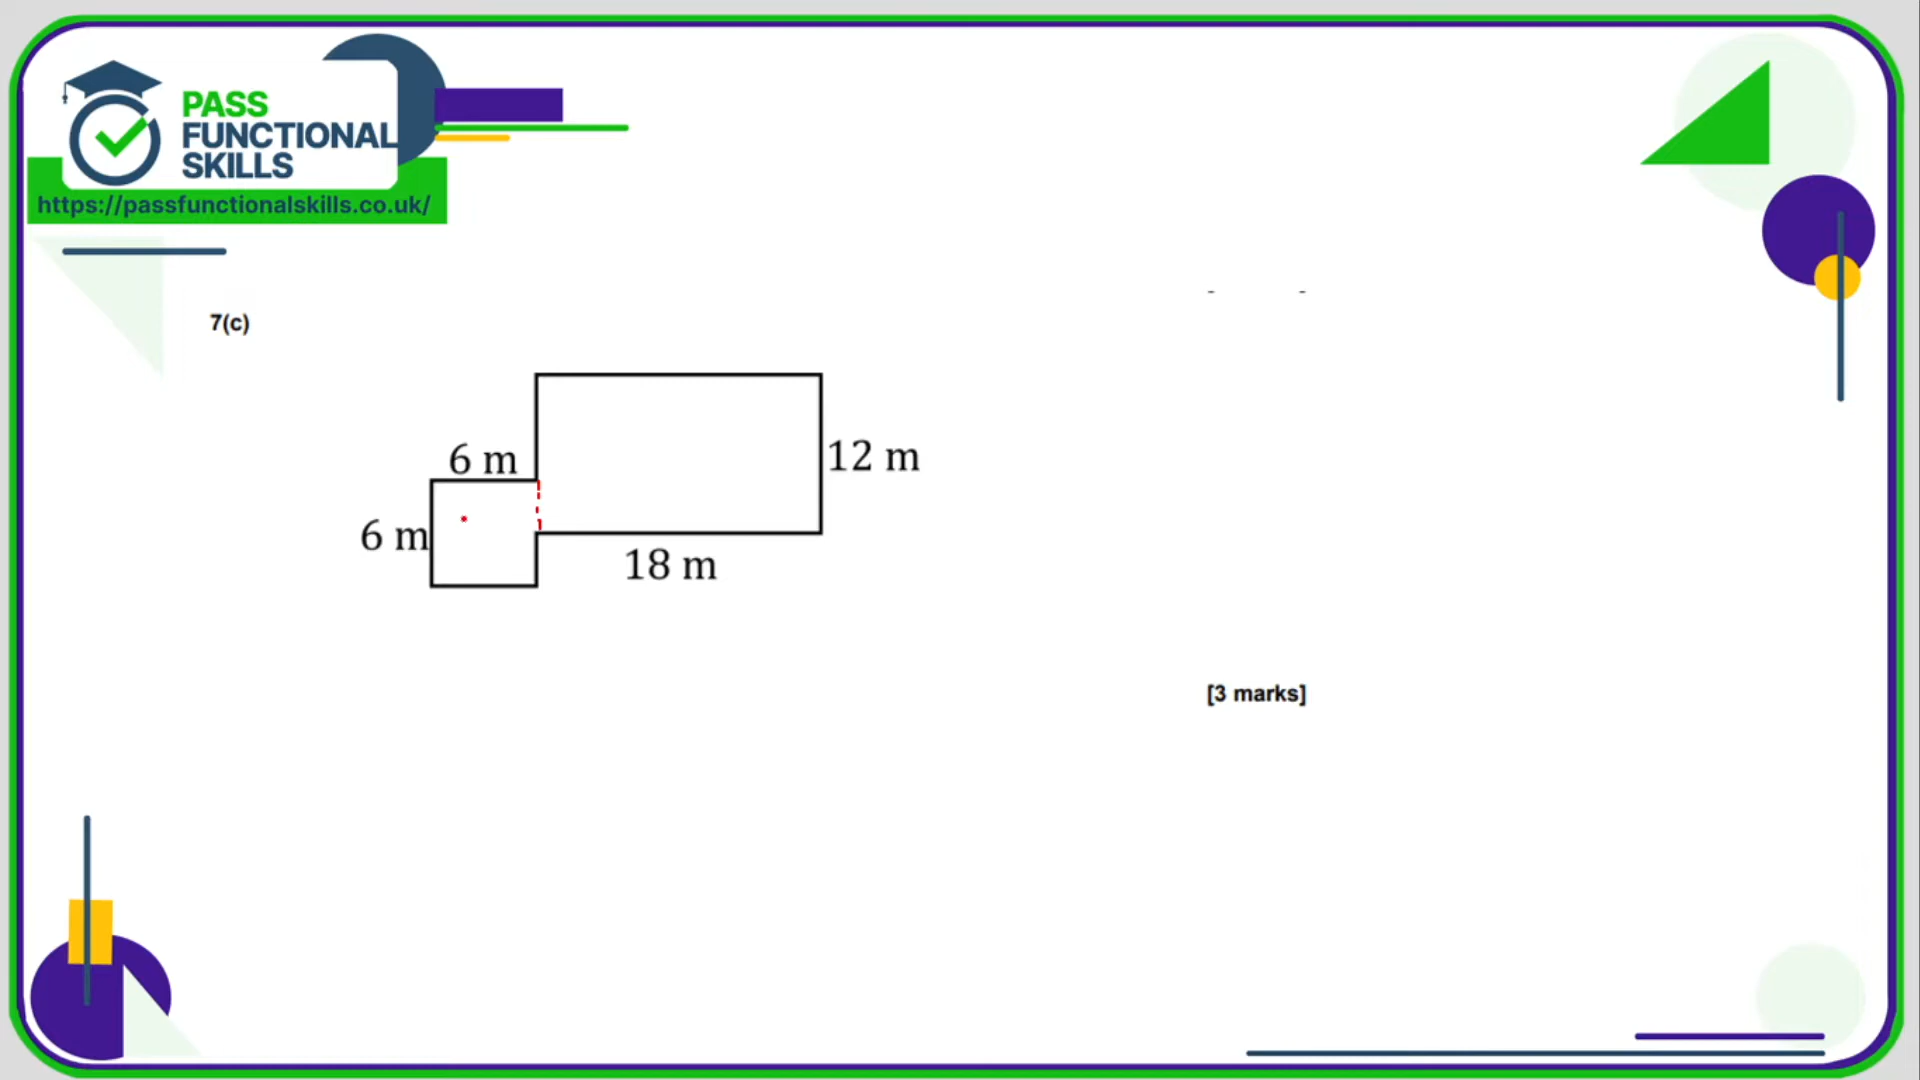 PASS
FUNCTIONAL
SKILLS
https://passfunctionalskills.co.uk/
7(c)
6 m
12 m
6 m
18 m
[3 marks]